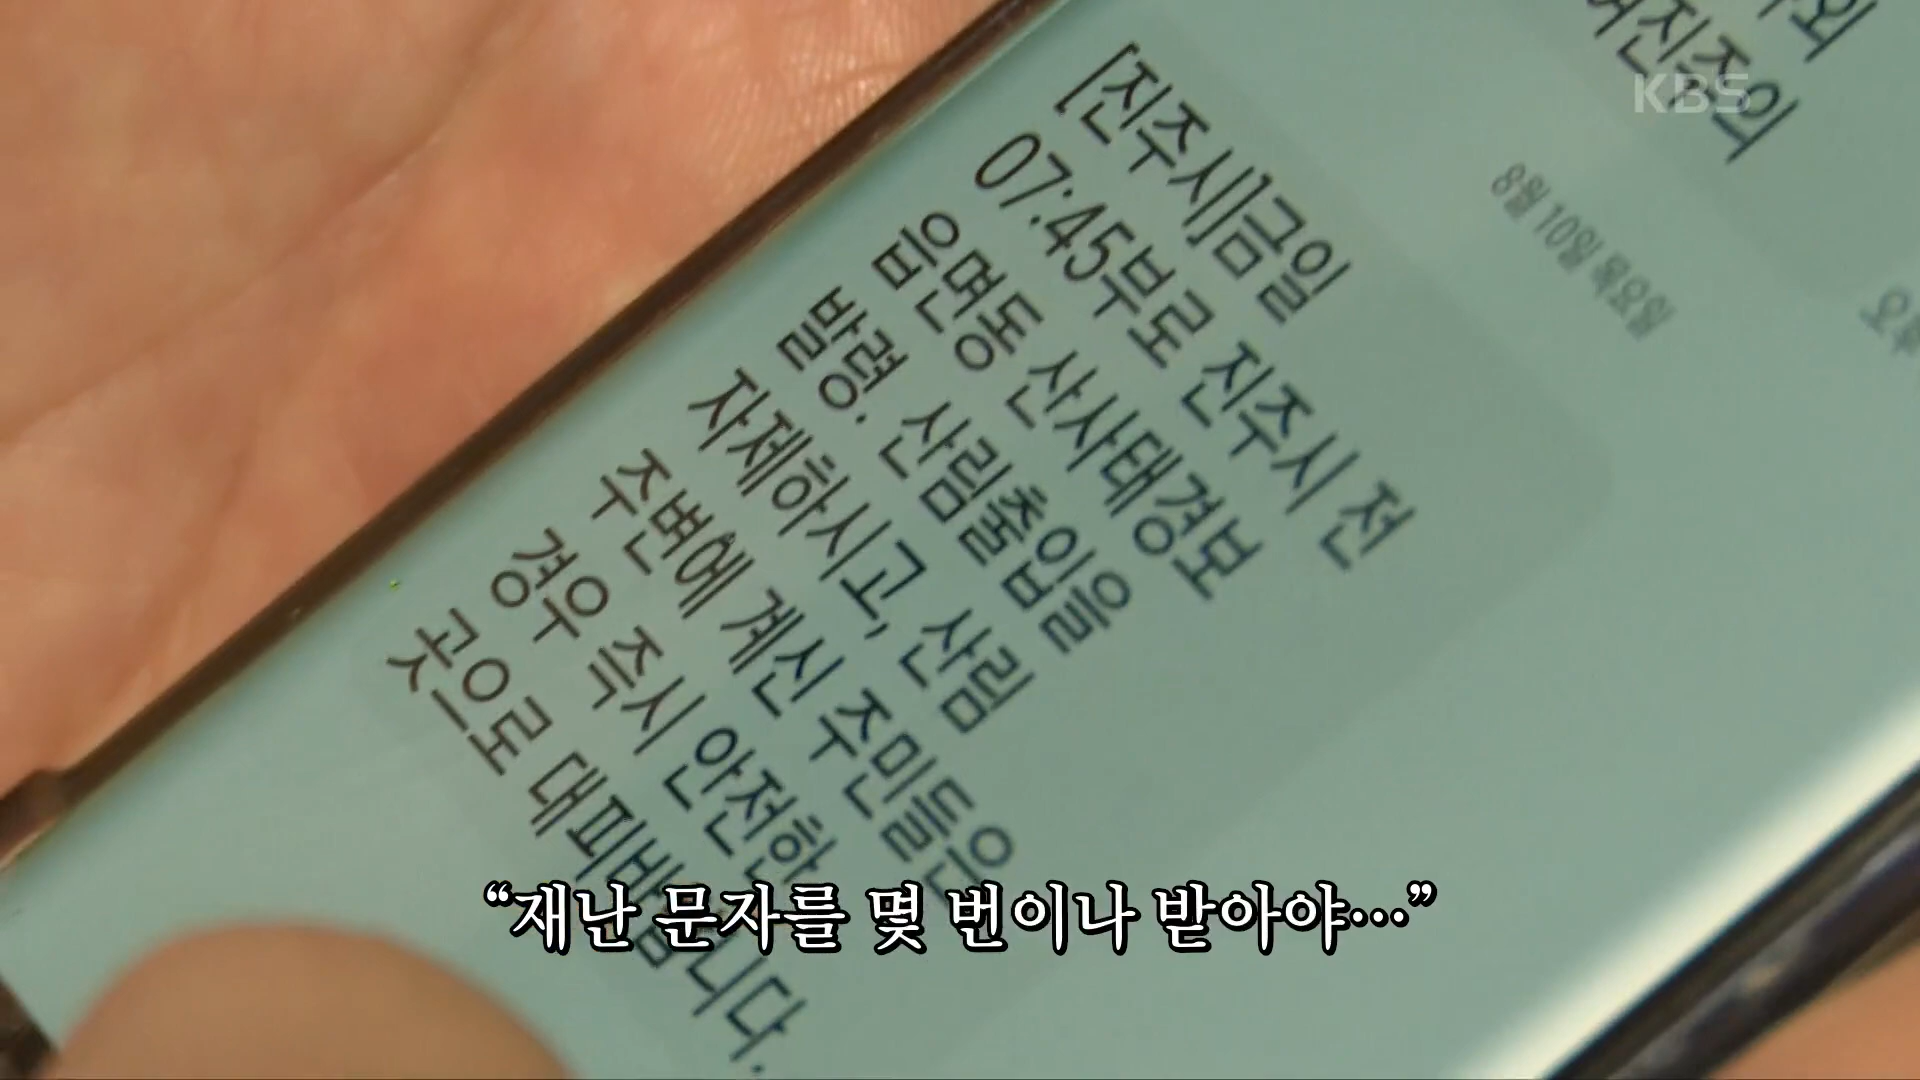 KBS
여진주의
8월 10일 목요일
[진주시]금일
07:45부로 진주시 전
읍면동 산사태경보
발령. 산림출입을
자제하시고, 산림
주변에 계신 주민들은
경우 즉시 안전한
곳으로 대피바랍니다.
“재난 문자를 몇 번이나 받아야…”